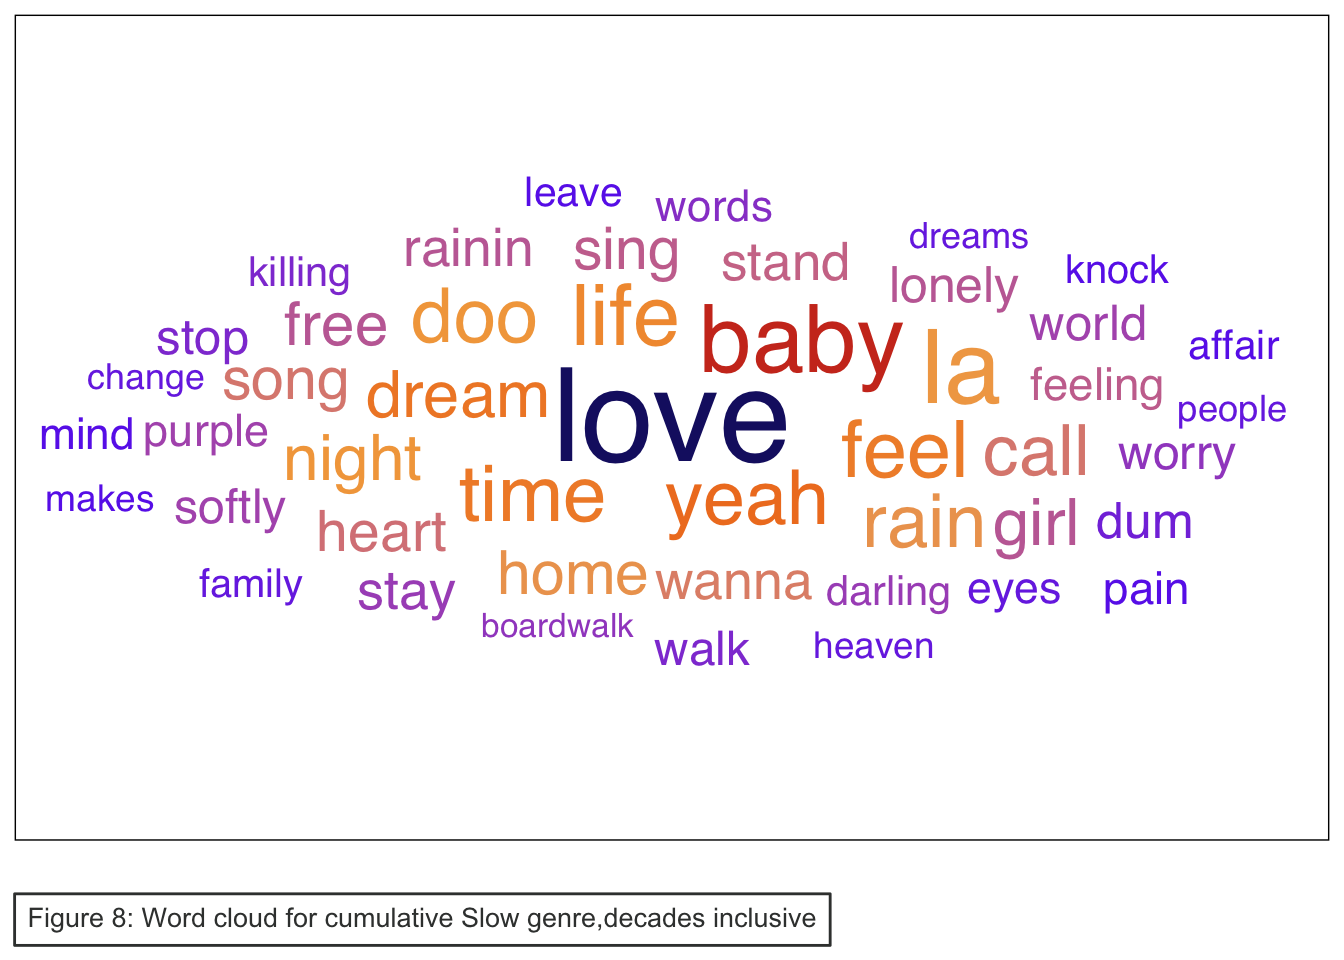 leave
words
dreams
rainin
sing
stand
killing
knock
lonely
doo
life
free
world
baby
stop
affair
la
change
song
dream
feeling
love
people
mind
purple
night
feel
call
worry
makes
softly
time
yeah
heart
rain
girl
dum
family
stay
home
wanna
darling
eyes
pain
boardwalk
walk
heaven
Figure 8: Word cloud for cumulative Slow genre,decades inclusive